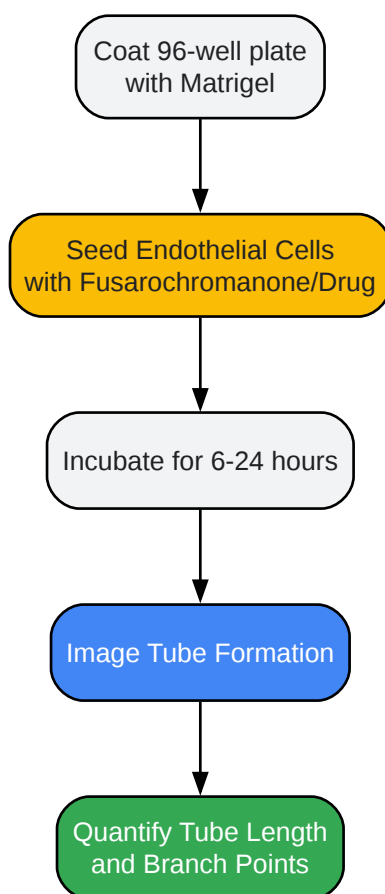 Coat 96-well plate
with Matrigel
Seed Endothelial Cells
with Fusarochromanone/Drug
Incubate for 6-24 hours
Image Tube Formation
Quantify Tube Length
and Branch Points